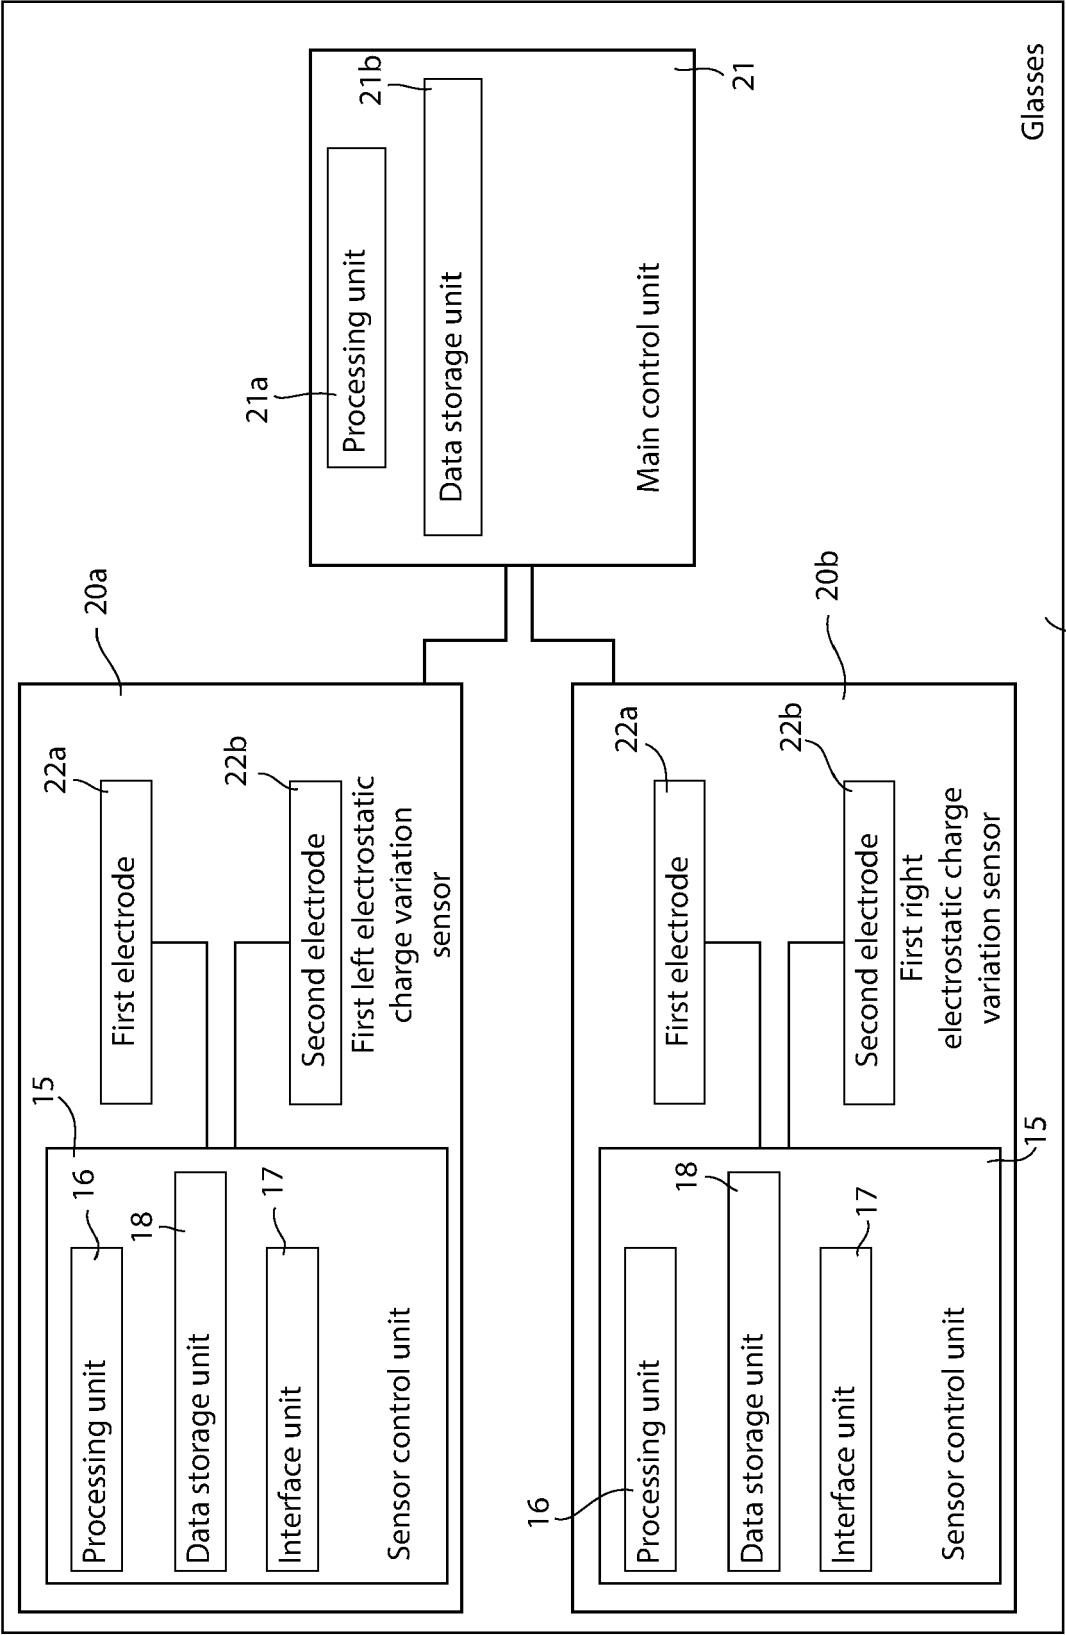 20a
15
16
Processing unit
18
Data storage unit
17
Interface unit
Sensor control unit
22a
First electrode
22b
Second electrode
First left electrostatic
charge variation
sensor
21a
Processing unit
21b
Data storage unit
Main control unit
21
20b
16
Processing unit
18
Data storage unit
17
Interface unit
Sensor control unit
15
22a
First electrode
22b
Second electrode
First right
electrostatic charge
variation sensor
Glasses